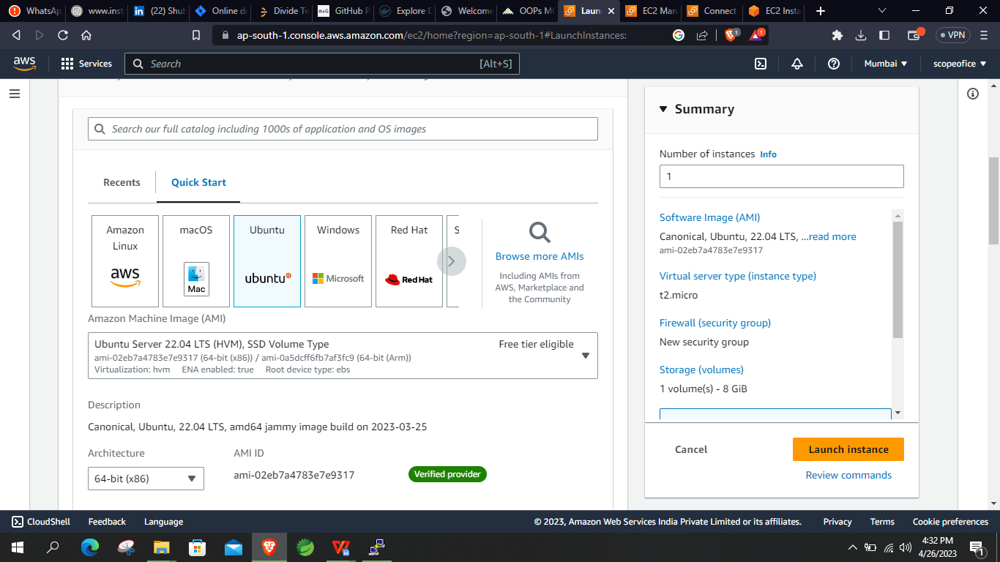 WhatsAp
www.inst
(22) Shul
Online d
Divide Tw
GitHub P
Explore D
Welcome
OOPs M
Laun
EC2 Man
Connect
EC2 Insta
ap-south-1.console.aws.amazon.com/ec2/home?region=ap-south-1#LaunchInstances:
1
1
VPN
aws
Services
Search
[Alt+S]
Mumbai
scopeofice
Search our full catalog including 1000s of application and OS images
Recents
Quick Start
Amazon Linux
aws
macOS
Mac
Ubuntu
ubuntu
Windows
Microsoft
Red Hat
Red Hat
S
Browse more AMIs
Including AMIs from
AWS, Marketplace and
the Community
Amazon Machine Image (AMI)
Ubuntu Server 22.04 LTS (HVM), SSD Volume Type
Free tier eligible
ami-02eb7a4783e7e9317 (64-bit (x86)) / ami-0a5dcff6fb7af3fc9 (64-bit (Arm))
Virtualization: hvm ENA enabled: true Root device type: ebs
Description
Canonical, Ubuntu, 22.04 LTS, amd64 jammy image build on 2023-03-25
Architecture
AMI ID
64-bit (x86)
ami-02eb7a4783e7e9317
Verified provider
Summary
Number of instances Info
1
Software Image (AMI)
Canonical, Ubuntu, 22.04 LTS, ...read more
ami-02eb7a4783e7e9317
Virtual server type (instance type)
t2.micro
Firewall (security group)
New security group
Storage (volumes)
1 volume(s) - 8 GiB
Cancel
Launch instance
Review commands
CloudShell
Feedback
Language
© 2023, Amazon Web Services India Private Limited or its affiliates.
Privacy
Terms
Cookie preferences
4:32 PM
4/26/2023
1